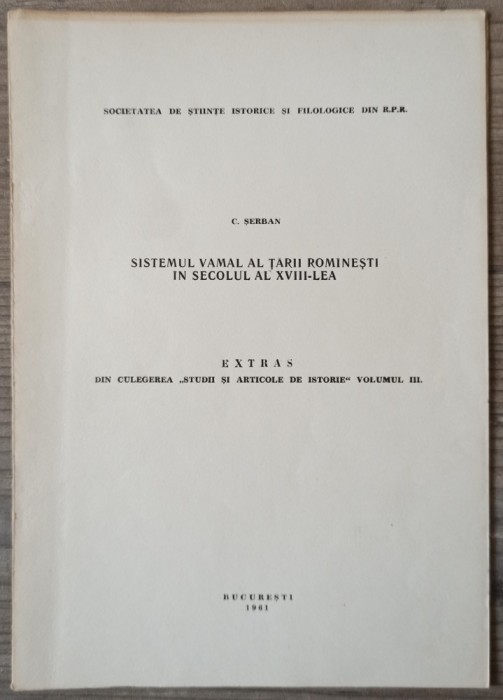 SOCIETATEA DE ŞTIINŢE ISTORICE ŞI FILOLOGICE DIN R.P.R.
C. ŞERBAN
SISTEMUL VAMAL AL ŢARII ROMINEŞTI
IN SECOLUL AL XVIII-LEA
EXTRAS
DIN CULEGEREA „STUDII ŞI ARTICOLE DE ISTORIE“ VOLUMUL III.
BUCUREŞTI
1961